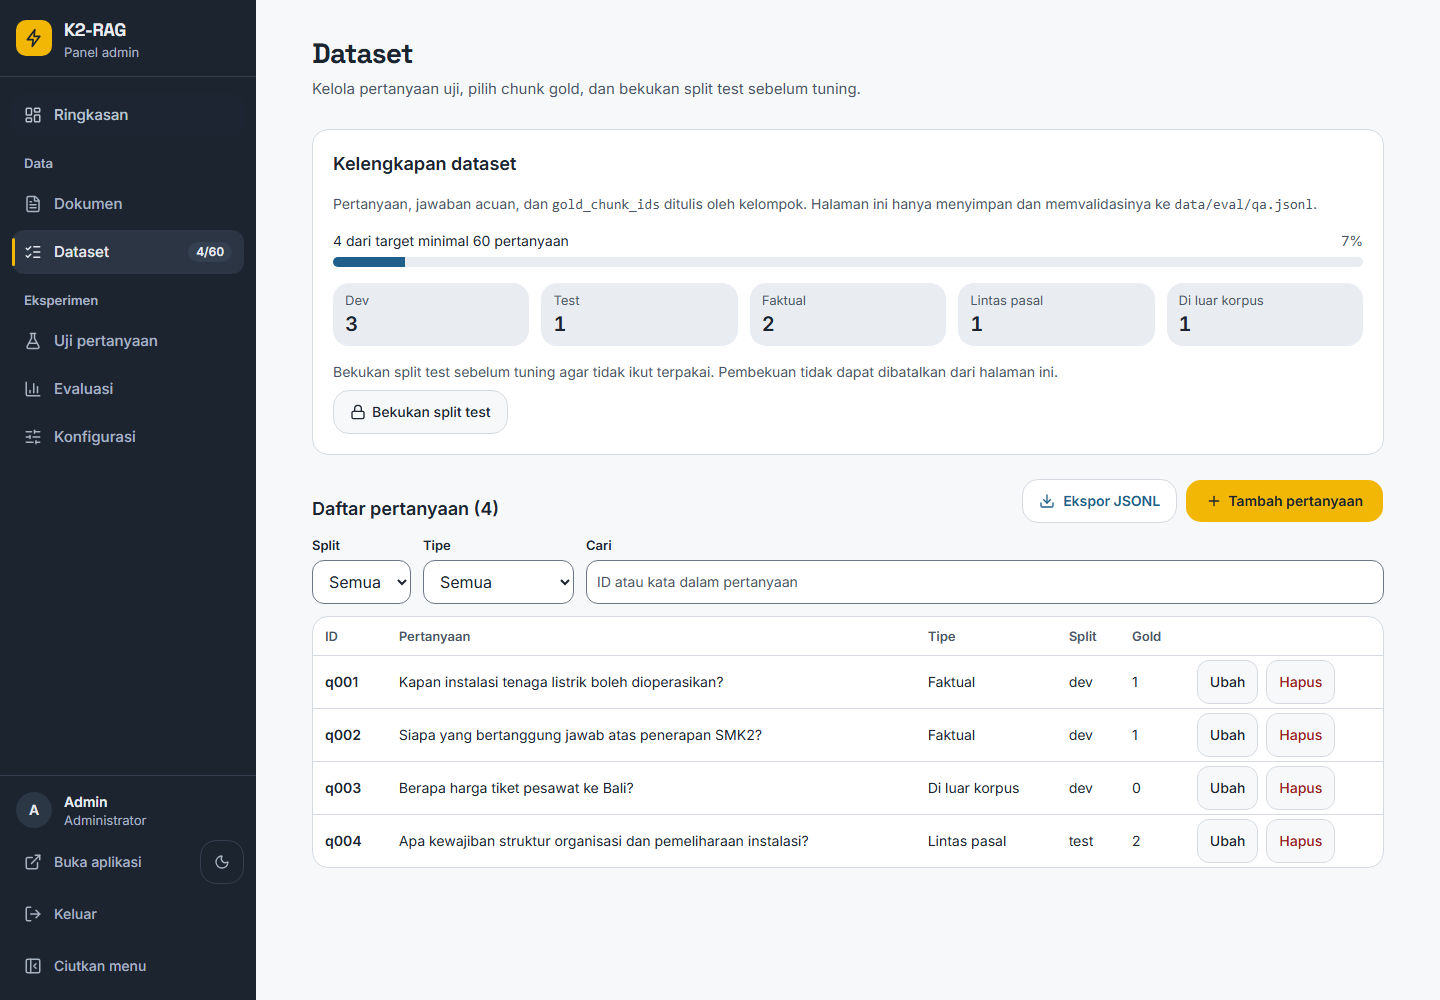 K2-RAG
Panel admin
Ringkasan
Data
Dokumen
Dataset 4/60
Eksperimen
Uji pertanyaan
Evaluasi
Konfigurasi
A
Admin
Administrator
Buka aplikasi
Keluar
Ciutkan menu
Dataset
Kelola pertanyaan uji, pilih chunk gold, dan bekukan split test sebelum tuning.
Kelengkapan dataset
Pertanyaan, jawaban acuan, dan gold_chunk_ids ditulis oleh kelompok. Halaman ini hanya menyimpan dan memvalidasinya ke data/eval/qa.jsonl.
4 dari target minimal 60 pertanyaan 7%
Dev Test Faktual Lintas pasal Di luar korpus
3 1 2 1 1
Bekukan split test sebelum tuning agar tidak ikut terpakai. Pembekuan tidak dapat dibatalkan dari halaman ini.
Bekukan split test
Daftar pertanyaan (4) Ekspor JSONL Tambah pertanyaan
Split Tipe Cari
Semua Semua ID atau kata dalam pertanyaan
ID Pertanyaan Tipe Split Gold
q001 Kapan instalasi tenaga listrik boleh dioperasikan? Faktual dev 1 Ubah Hapus
q002 Siapa yang bertanggung jawab atas penerapan SMK2? Faktual dev 1 Ubah Hapus
q003 Berapa harga tiket pesawat ke Bali? Di luar korpus dev 0 Ubah Hapus
q004 Apa kewajiban struktur organisasi dan pemeliharaan instalasi? Lintas pasal test 2 Ubah Hapus